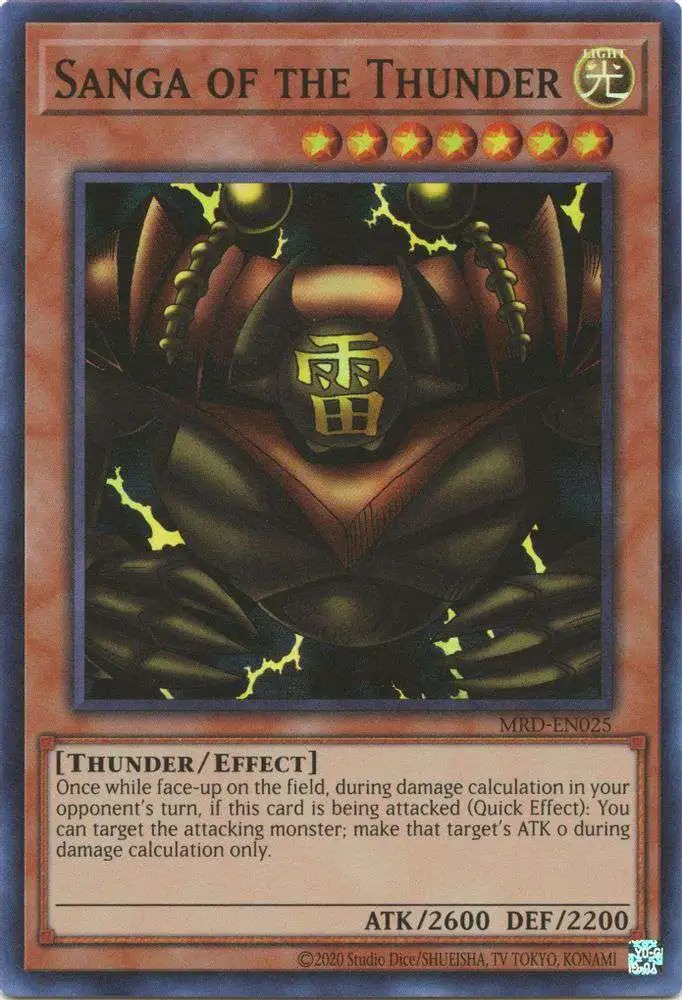 SANGA OF THE THUNDER
LIGHT
光
雷
MRD-EN025
[THUNDER/EFFECT]
Once while face-up on the field, during damage calculation in your
opponent's turn, if this card is being attacked (Quick Effect): You
can target the attacking monster; make that target's ATK 0 during
damage calculation only.
ATK/2600 DEF/2200
©2020 Studio Dice/SHUEISHA, TV TOKYO, KONAMI